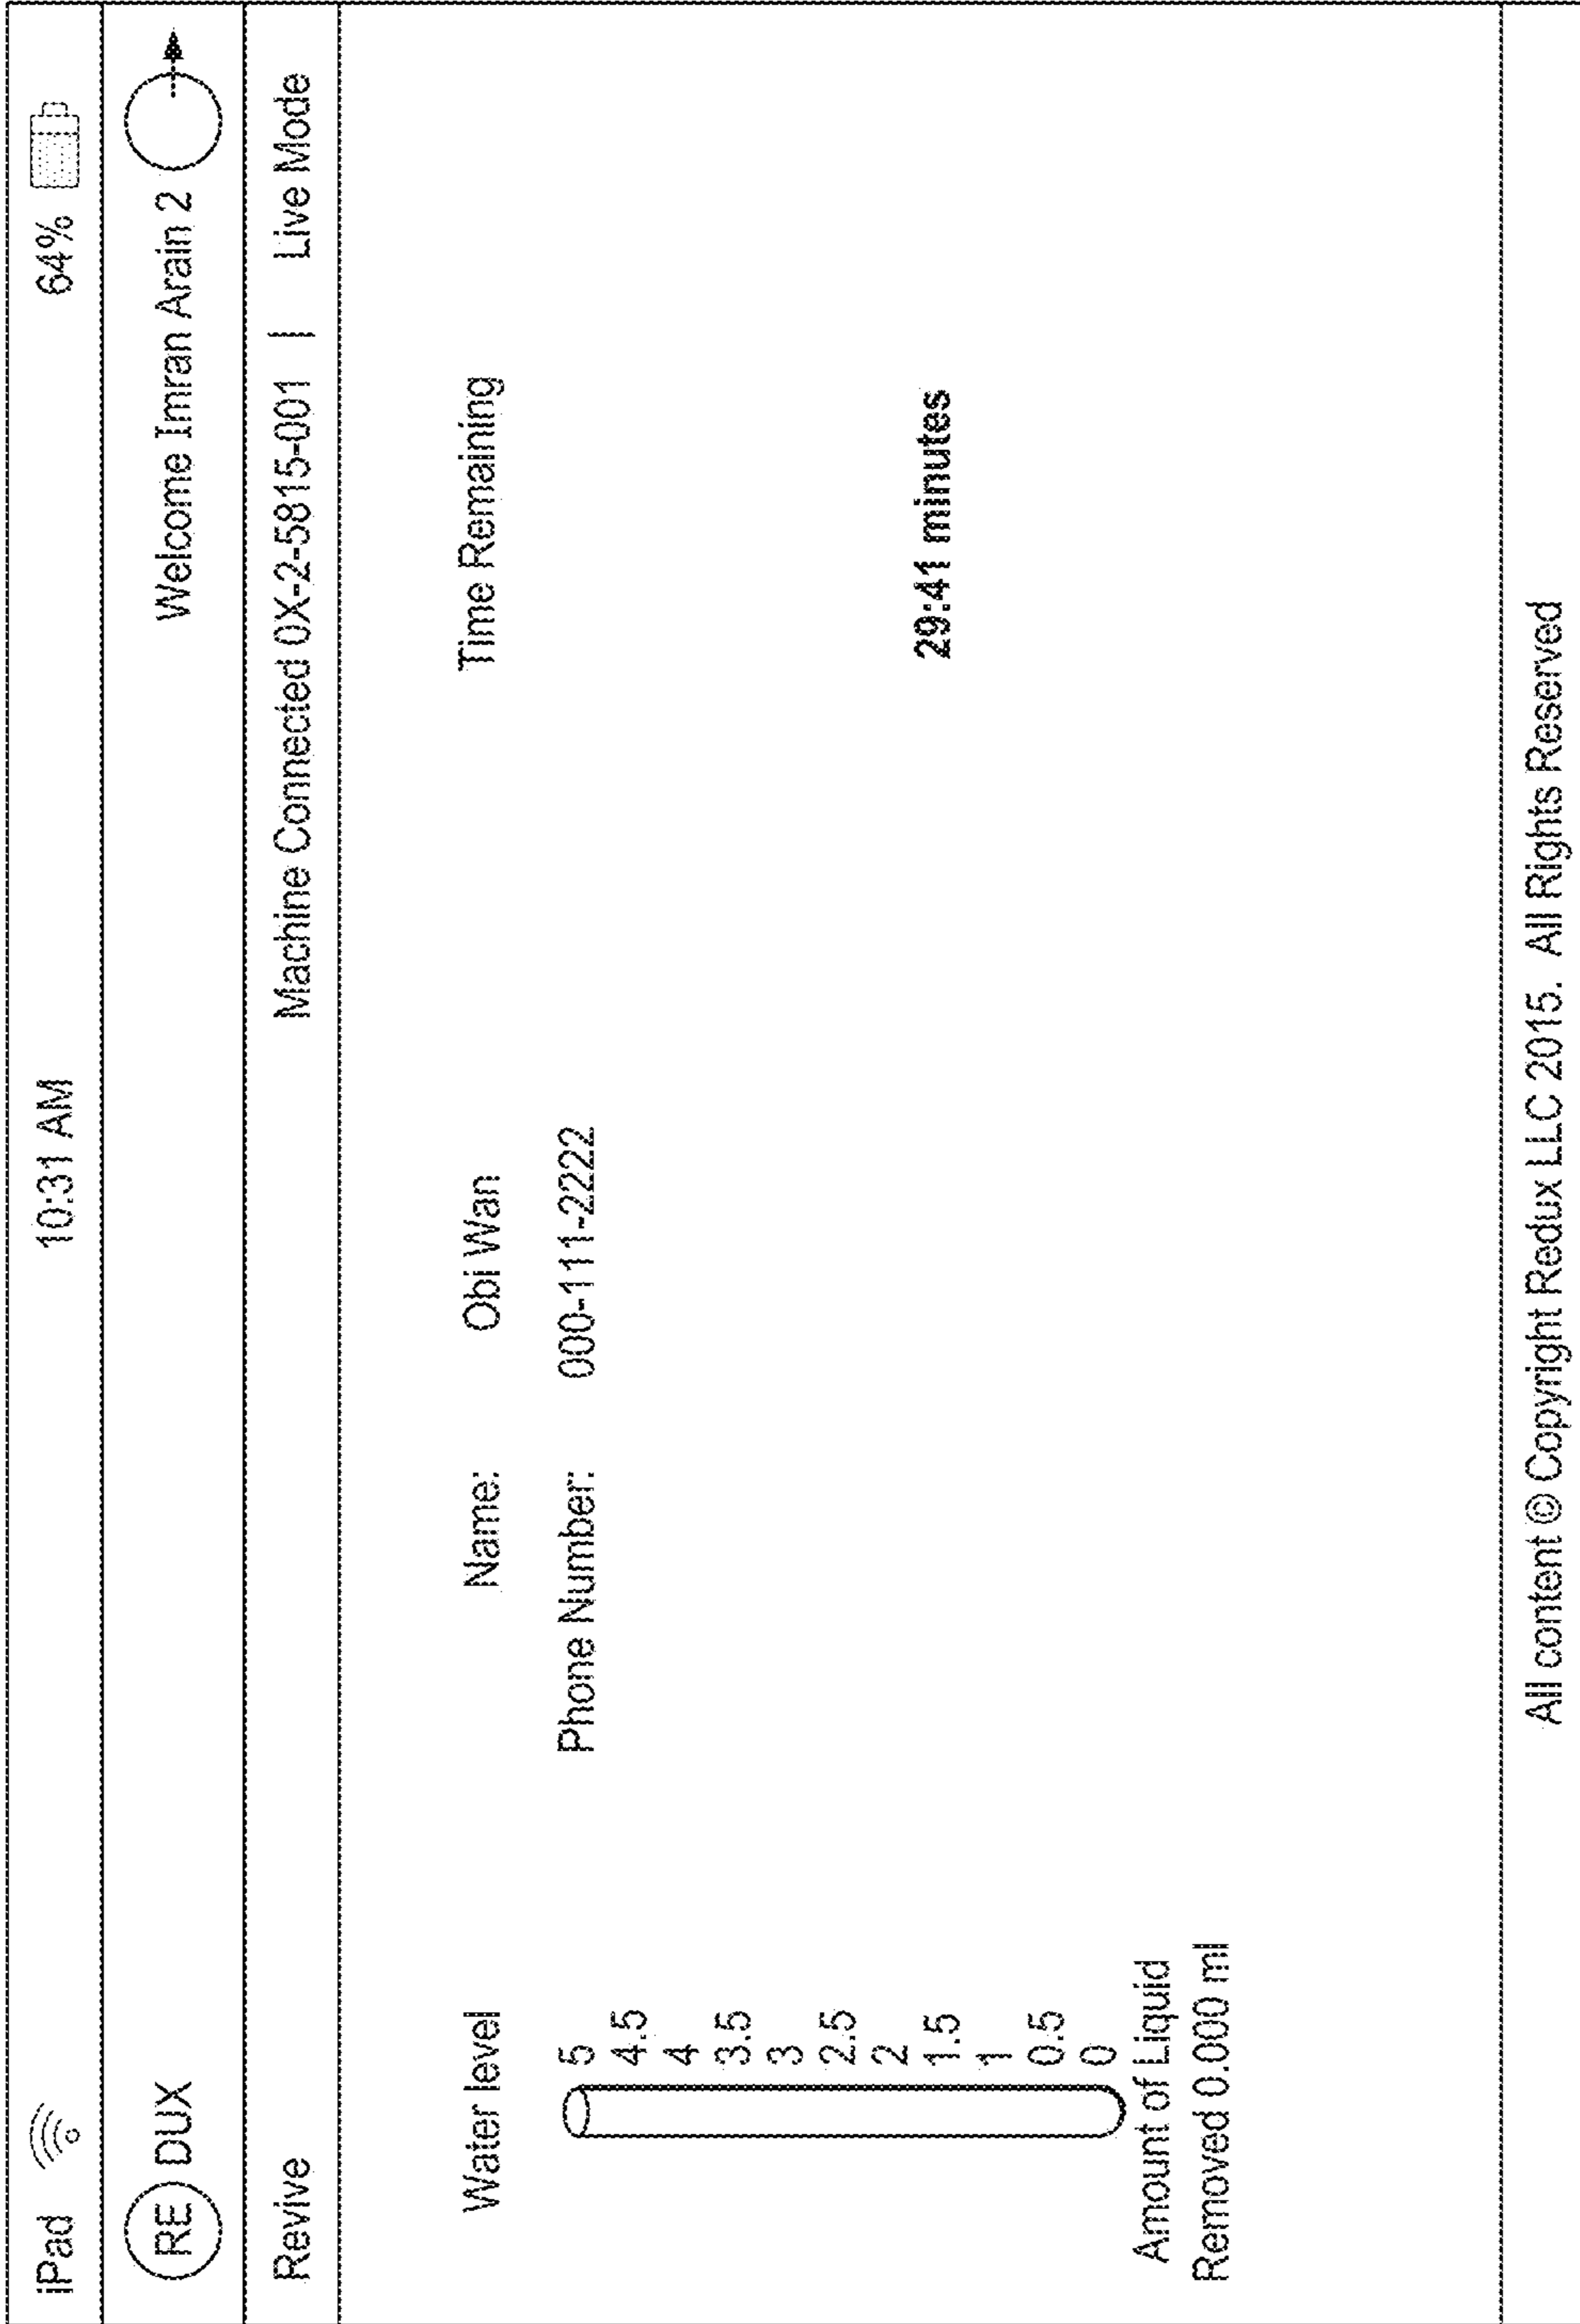 iPad 10:31 AM 64%
RE DUX Welcome Imran Arain 2
Revive Machine Connected 0X-2-5815-001 | Live Mode
Water level Name: Obi Wan Time Remaining
Phone Number: 000-111-2222
5
4.5
4
3.5
3
2.5
2
1.5
1
0.5
0
29:41 minutes
Amount of Liquid
Removed 0.000 ml
All content © Copyright Redux LLC 2015. All Rights Reserved